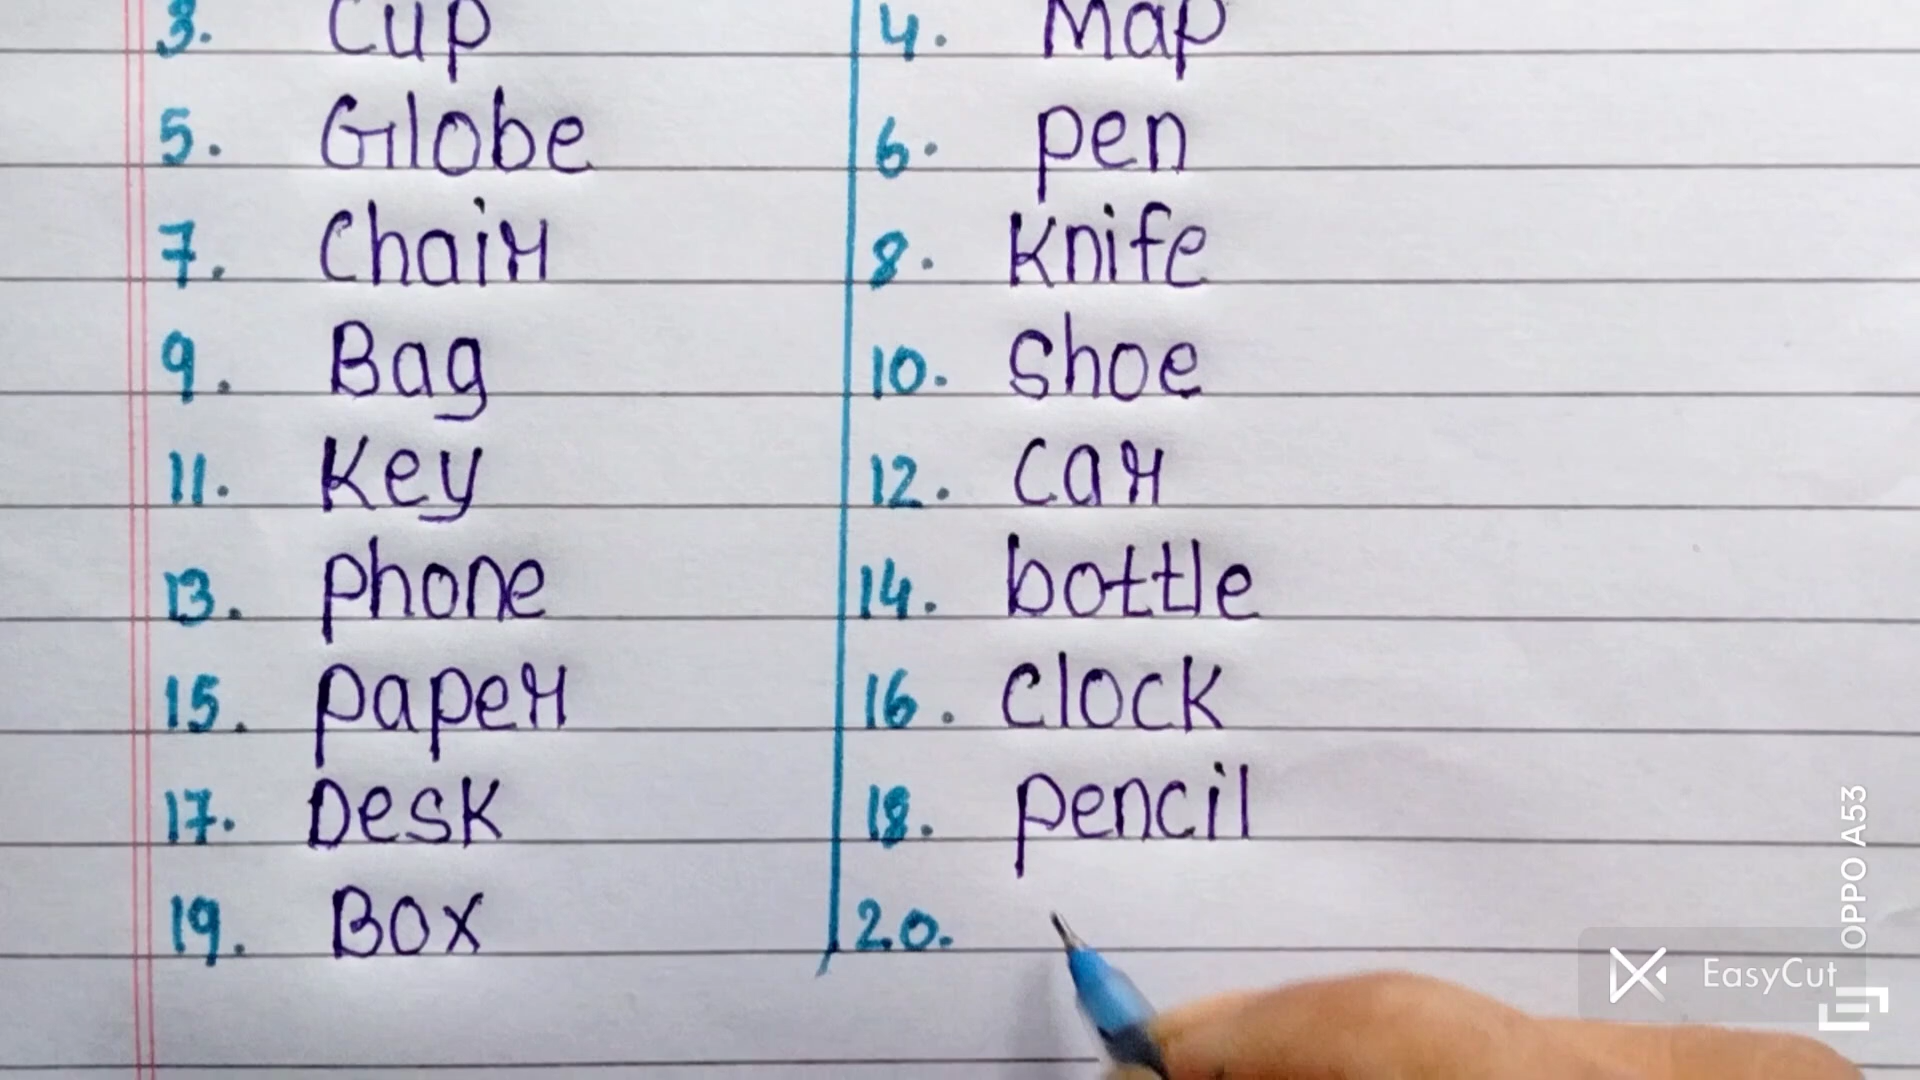 3. Cup 4. Map
5. Globe 6. pen
7. Chair 8. Knife
9. Bag 10. Shoe
11. Key 12. Car
13. phone 14. bottle
15. paper 16. Clock
17. Desk 18. pencil
19. Box 20.
OPPO A53
EasyCut